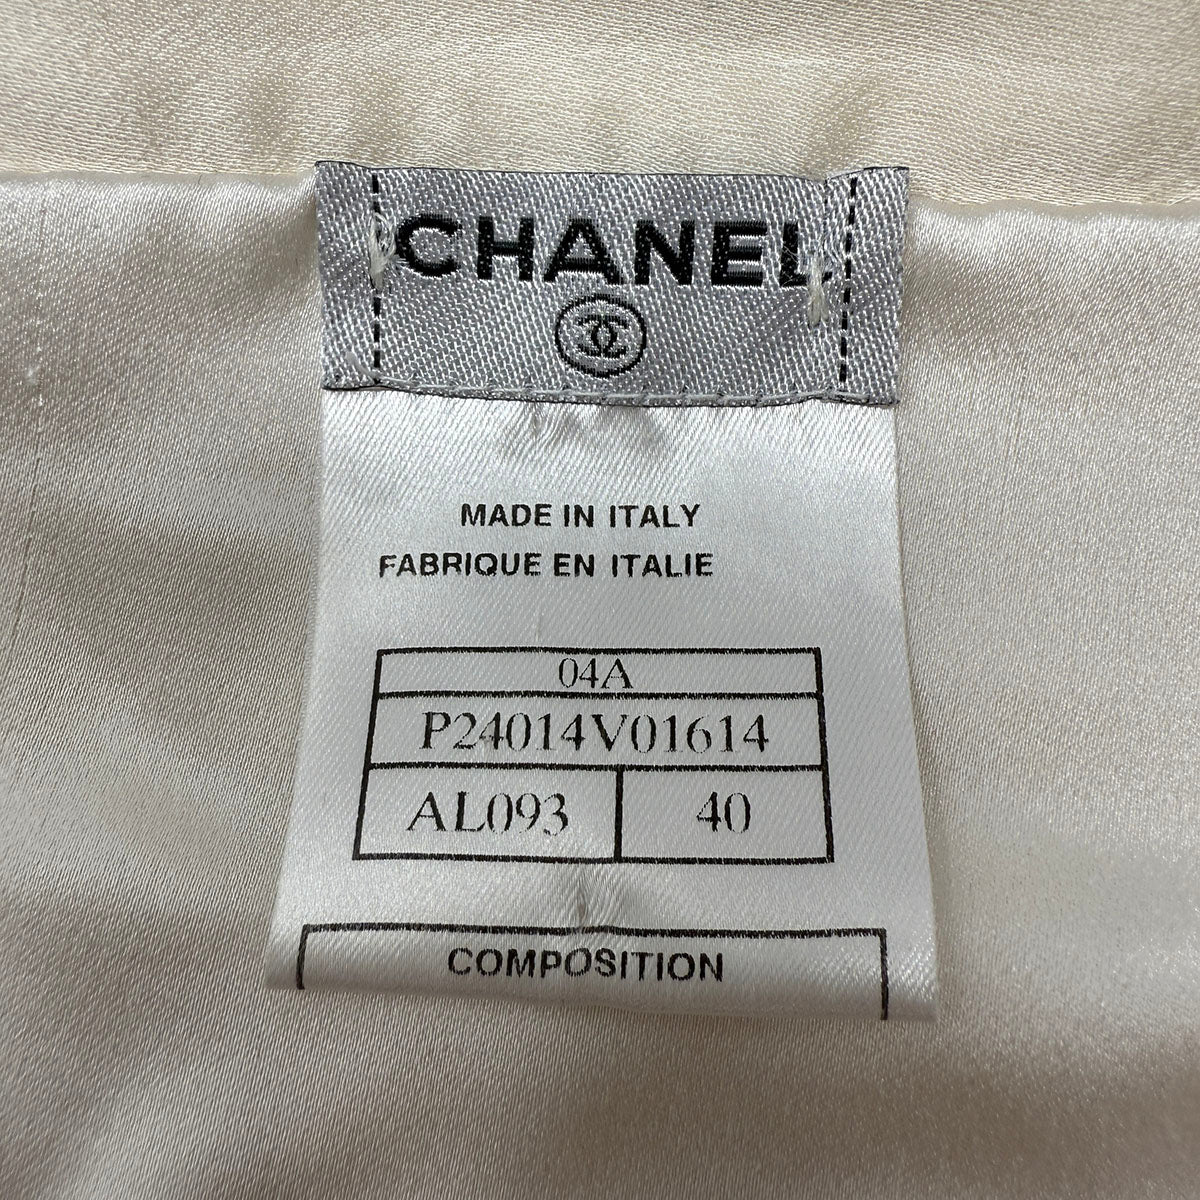 CHANEL
MADE IN ITALY
FABRIQUE EN ITALIE
04A
P24014V01614
AL093 40
COMPOSITION